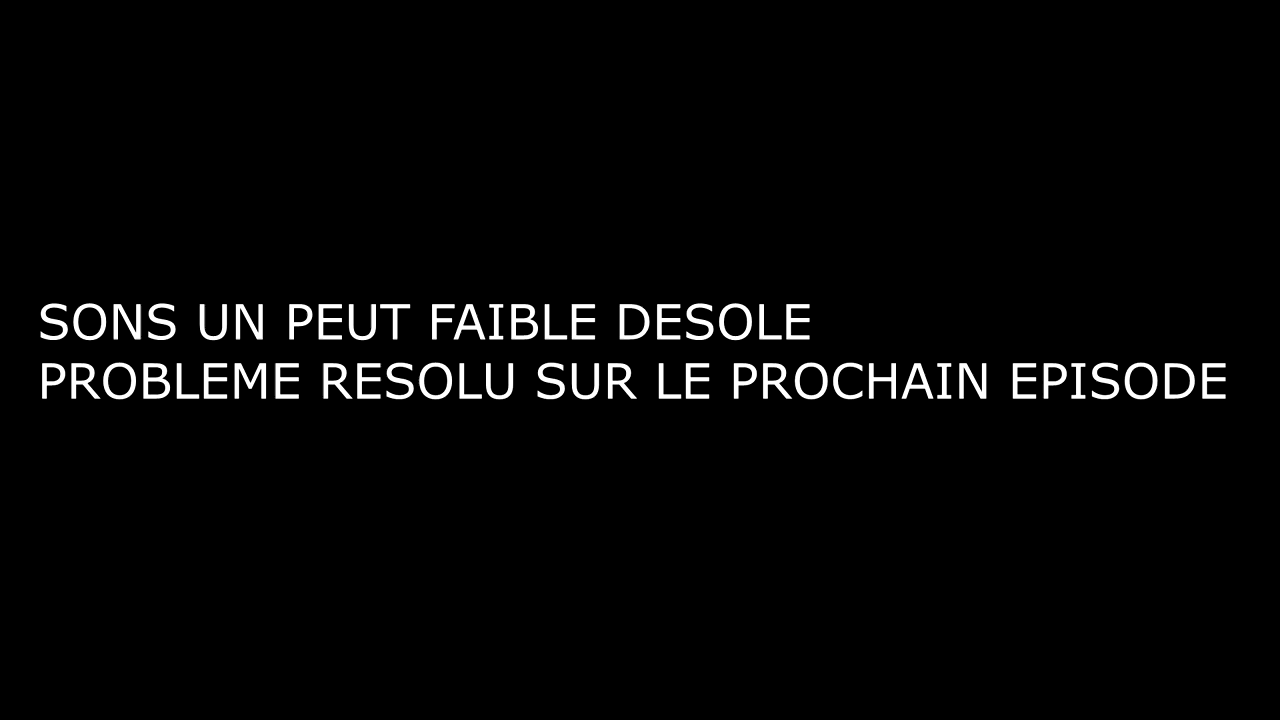 SONS UN PEUT FAIBLE DESOLE
PROBLEME RESOLU SUR LE PROCHAIN EPISODE